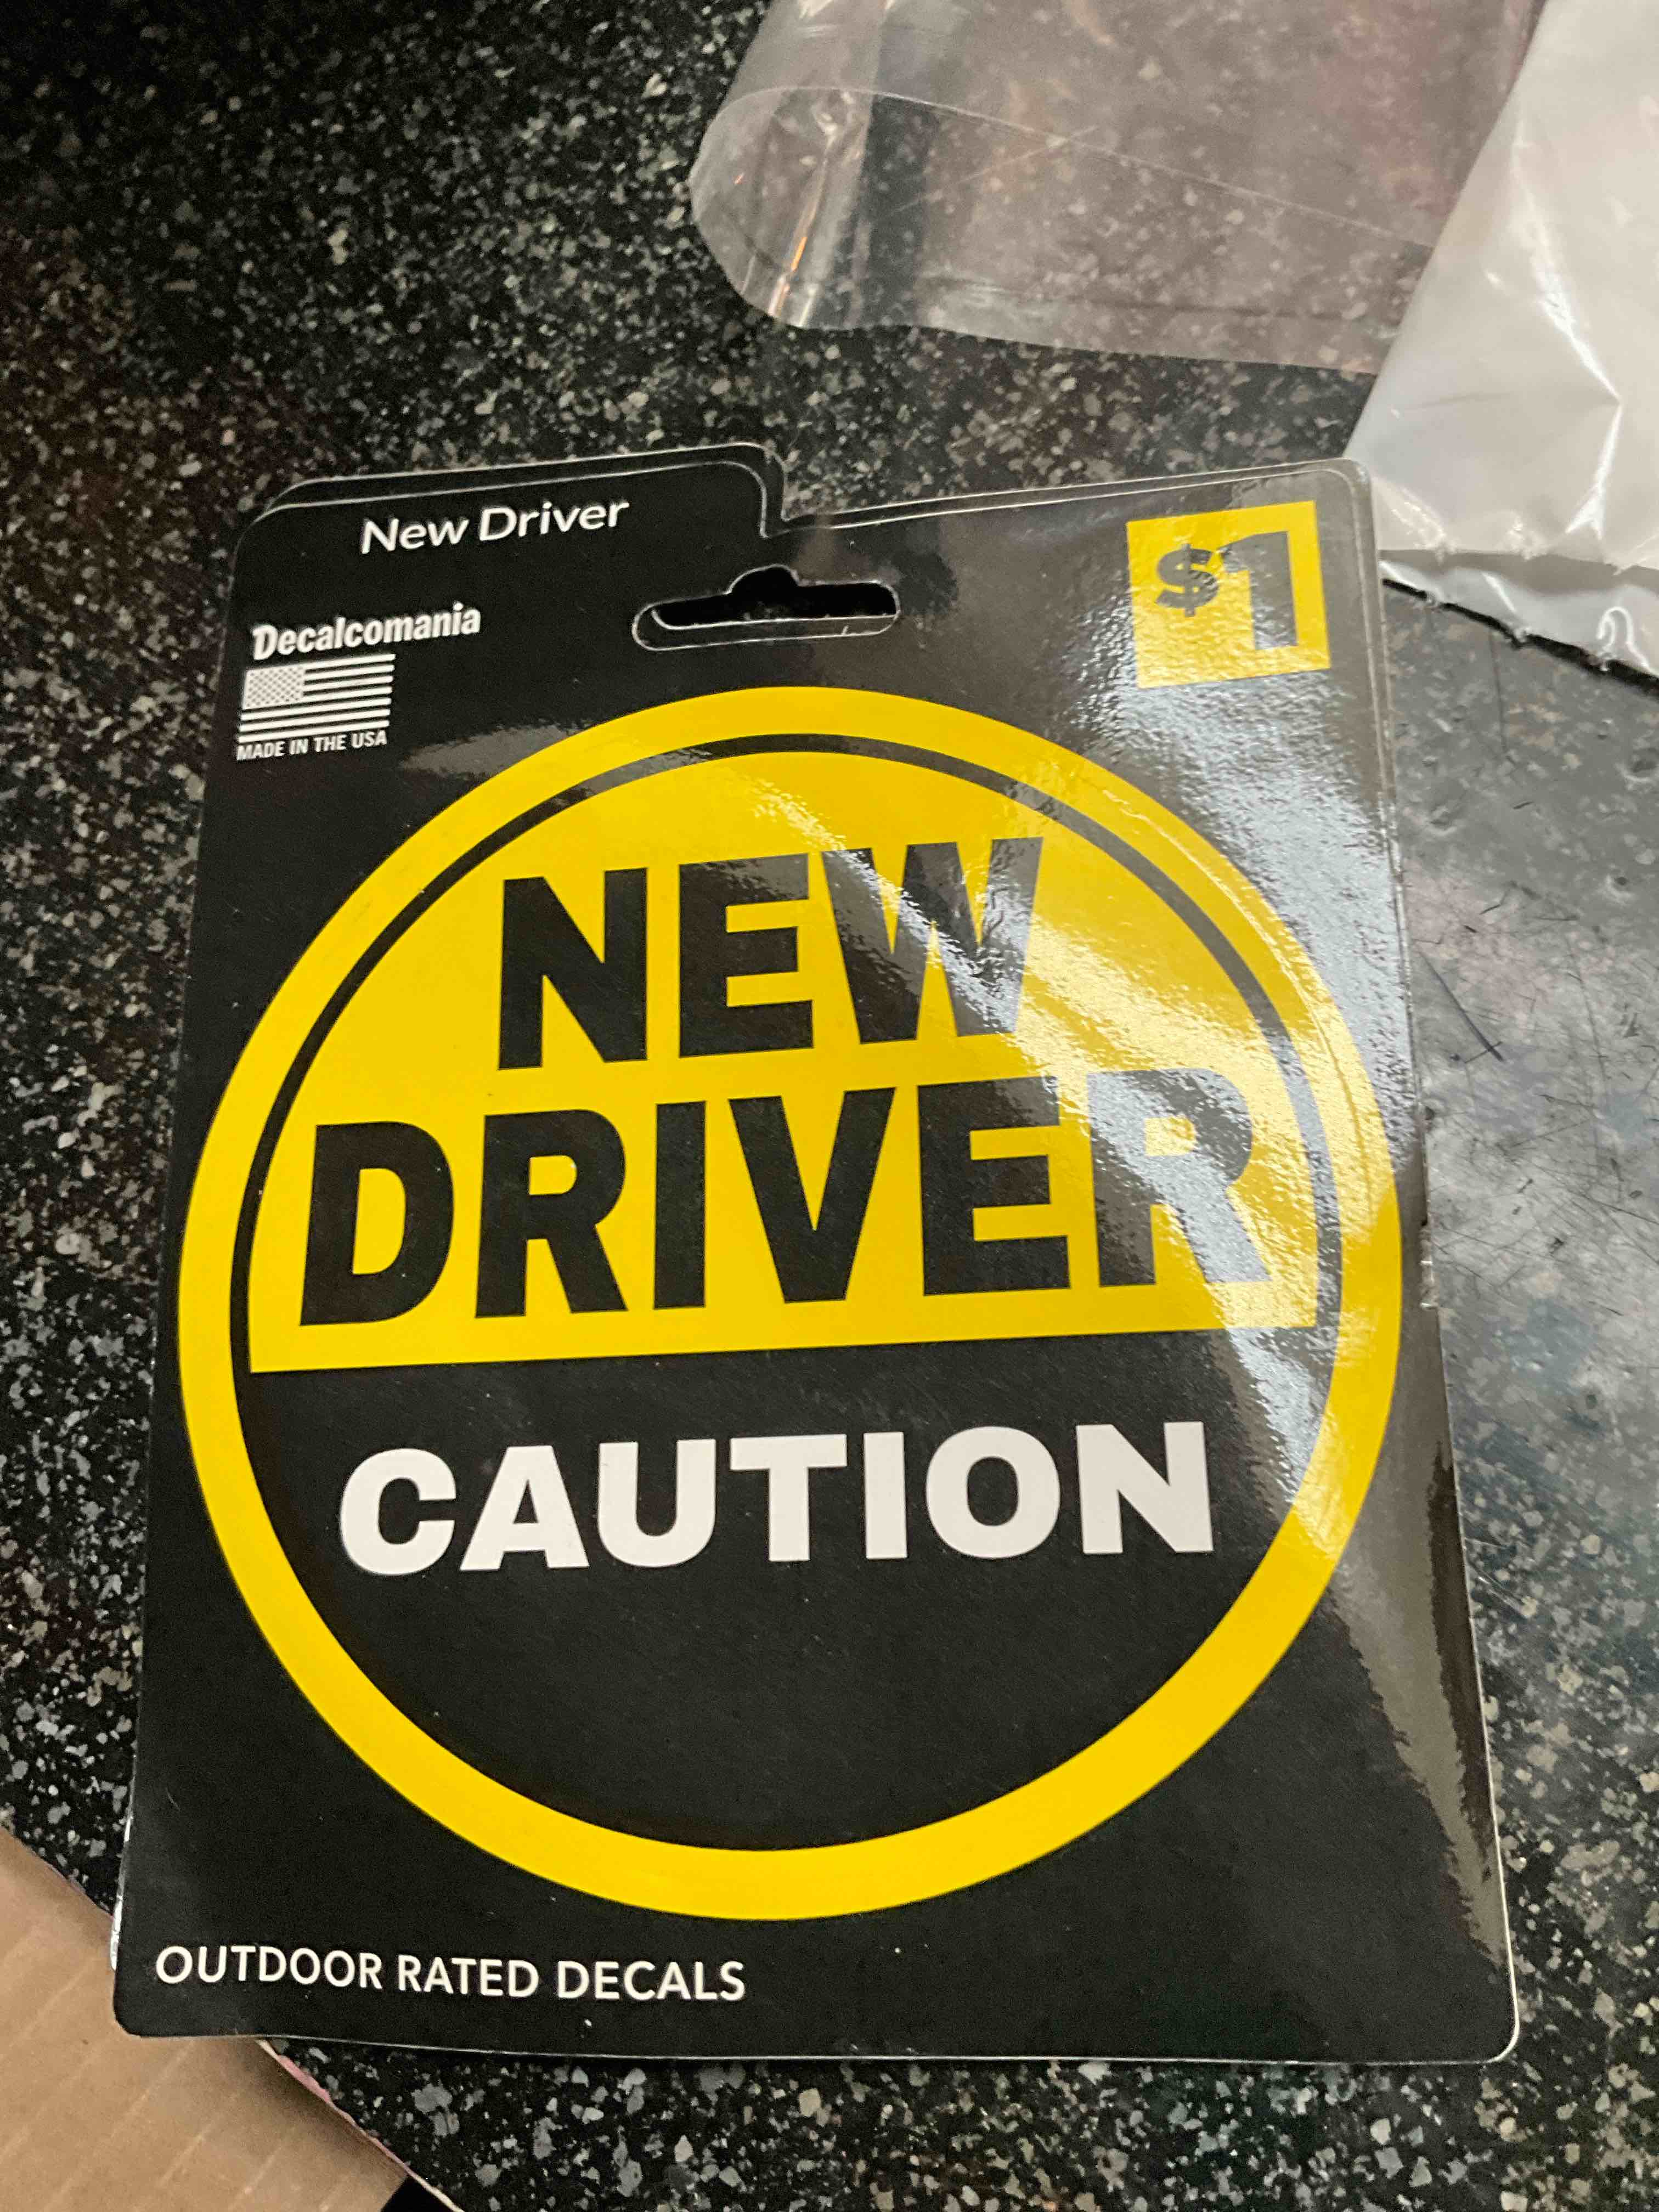 New Driver
$1
Decalcomania
MADE IN THE USA
NEW
DRIVER
CAUTION
OUTDOOR RATED DECALS